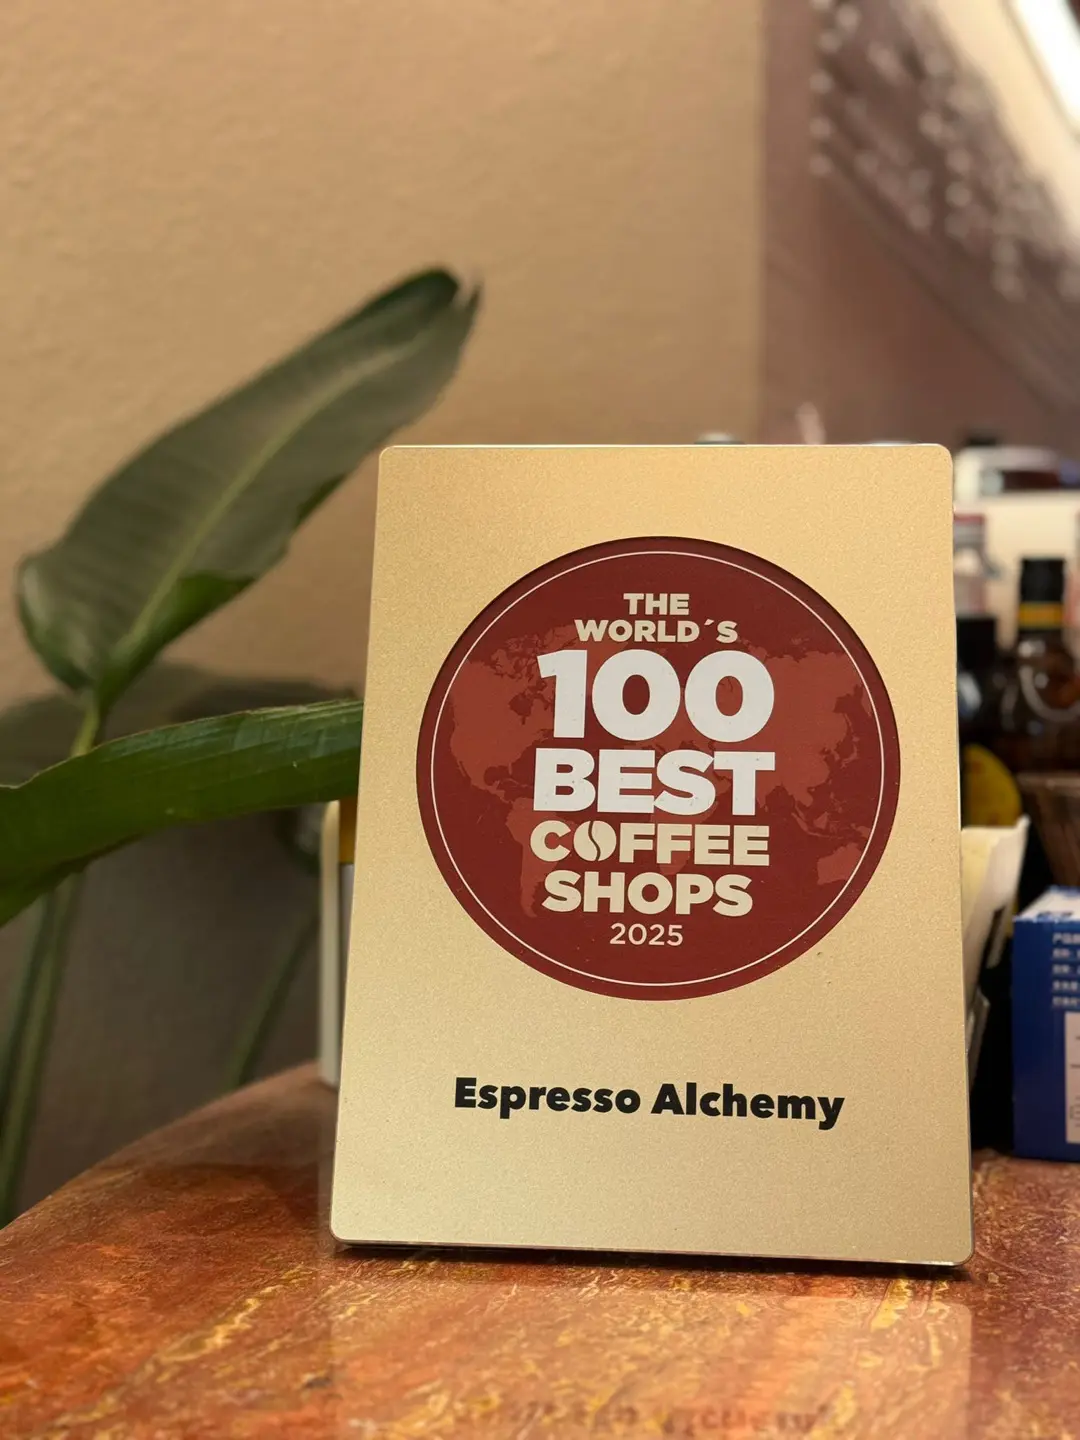 THE
WORLD´S
100
BEST
COFFEE
SHOPS
2025
Espresso Alchemy